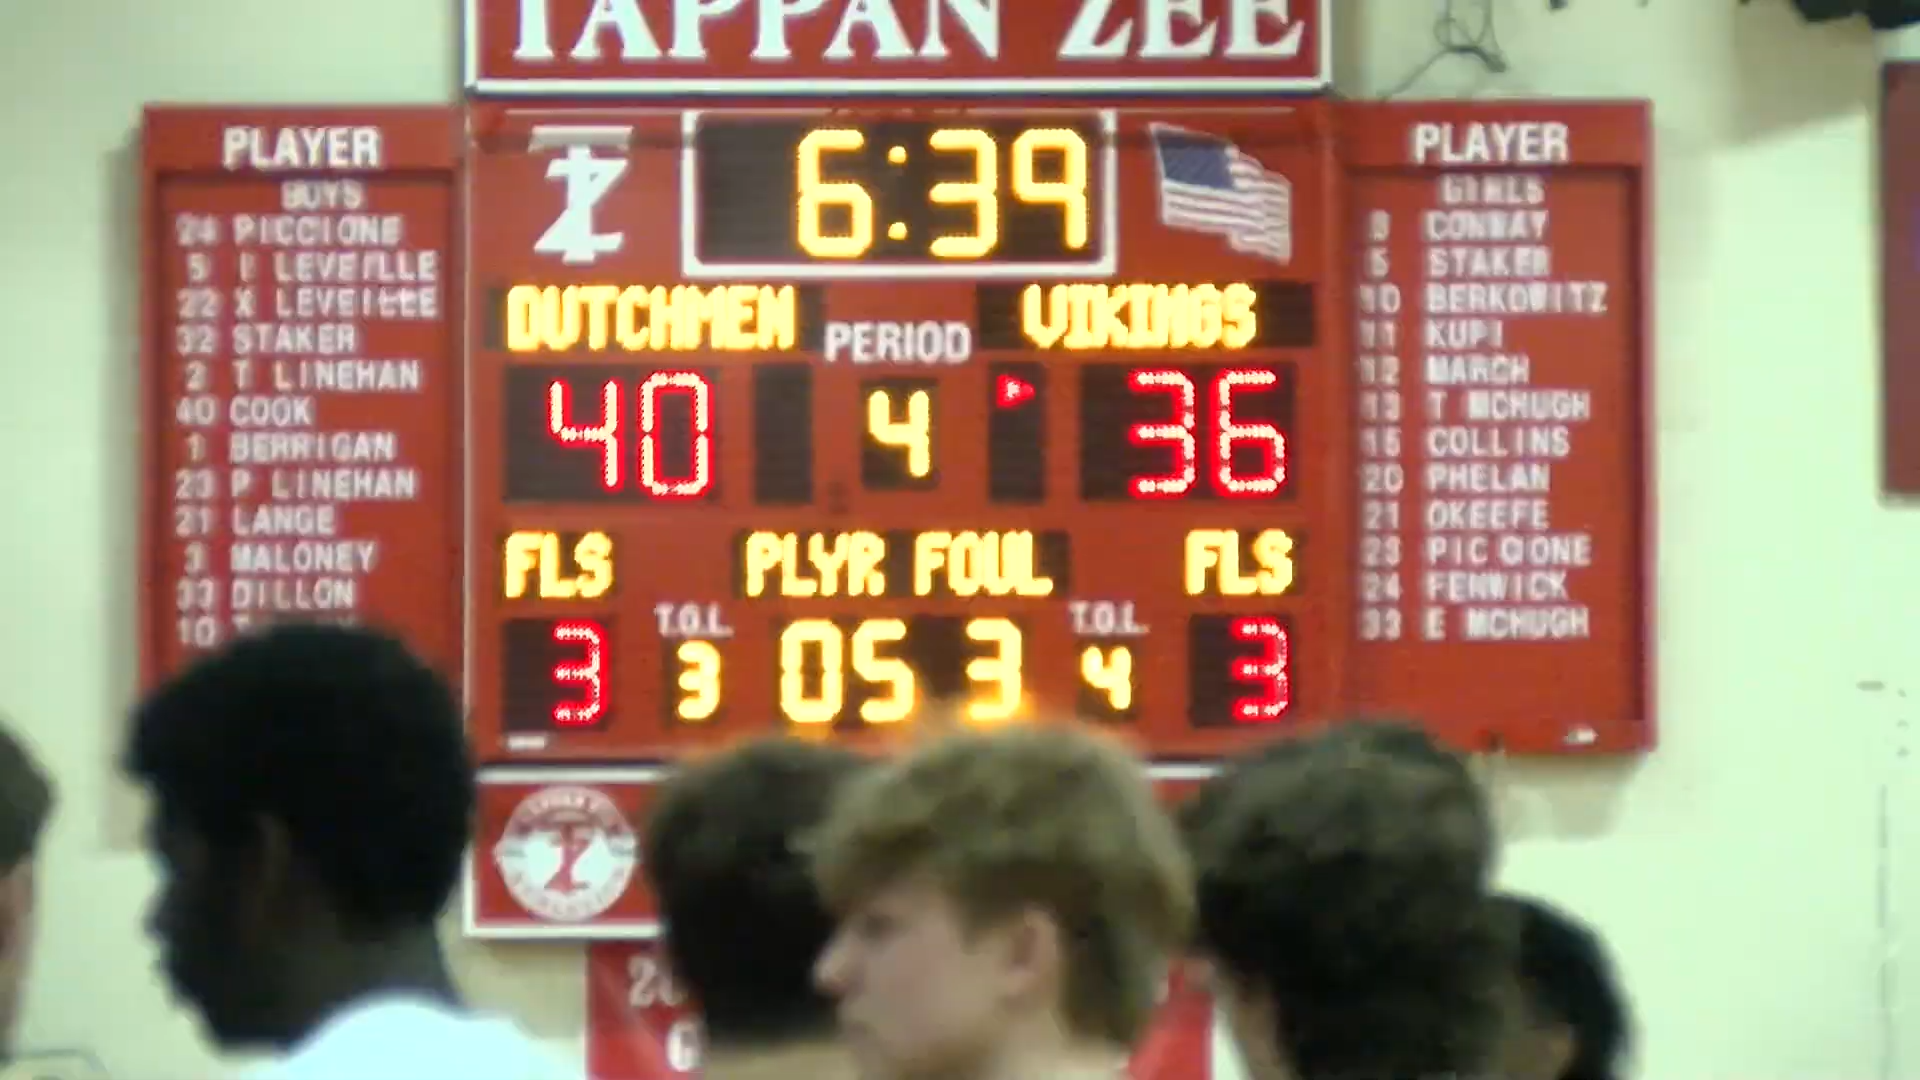 TAPPAN ZEE
PLAYER
BOYS
24 PICCIONE
5 I LEVEILLE
22 X LEVEILLE
32 STAKER
2 T LINEHAN
40 COOK
1 BERRIGAN
23 P LINEHAN
21 LANGE
3 MALONEY
33 DILLON
10
TZ
6:39
DUTCHMEN
VIKINGS
PERIOD
40
4
36
FLS
PLYR FOUL
FLS
T.O.L.
T.O.L.
3
3
05
3
4
3
PLAYER
GIRLS
CONWAY
5 STAKER
10 BERKOWITZ
11 KUPI
12 MARCH
13 T MCHUGH
15 COLLINS
20 PHELAN
21 OKEEFE
23 PICCIONE
24 FENWICK
33 E MCHUGH
TZ